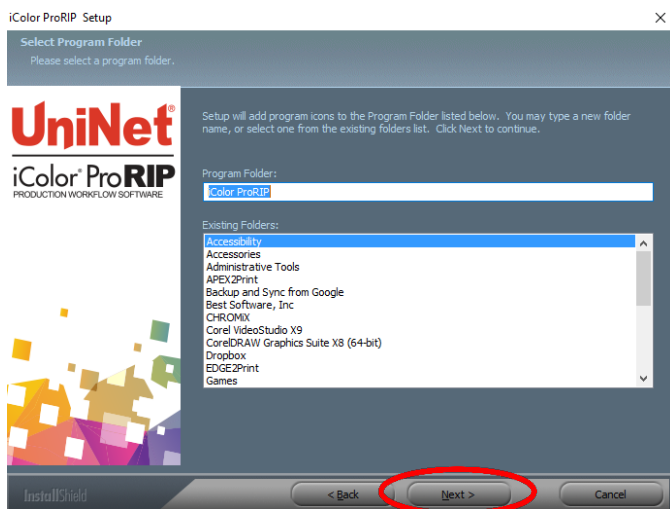 iColor ProRIP Setup
Select Program Folder
Please select a program folder.
UniNet®
iColor® ProRIP
PRODUCTION WORKFLOW SOFTWARE
Setup will add program icons to the Program Folder listed below. You may type a new folder
name, or select one from the existing folders list. Click Next to continue.
Program Folder:
iColor ProRIP
Existing Folders:
Accessibility
Accessories
Administrative Tools
APEX2Print
Backup and Sync from Google
Best Software, Inc
CHROMiX
Corel VideoStudio X9
CorelDRAW Graphics Suite X8 (64-bit)
Dropbox
EDGE2Print
Games
InstallShield
< Back
Next >
Cancel